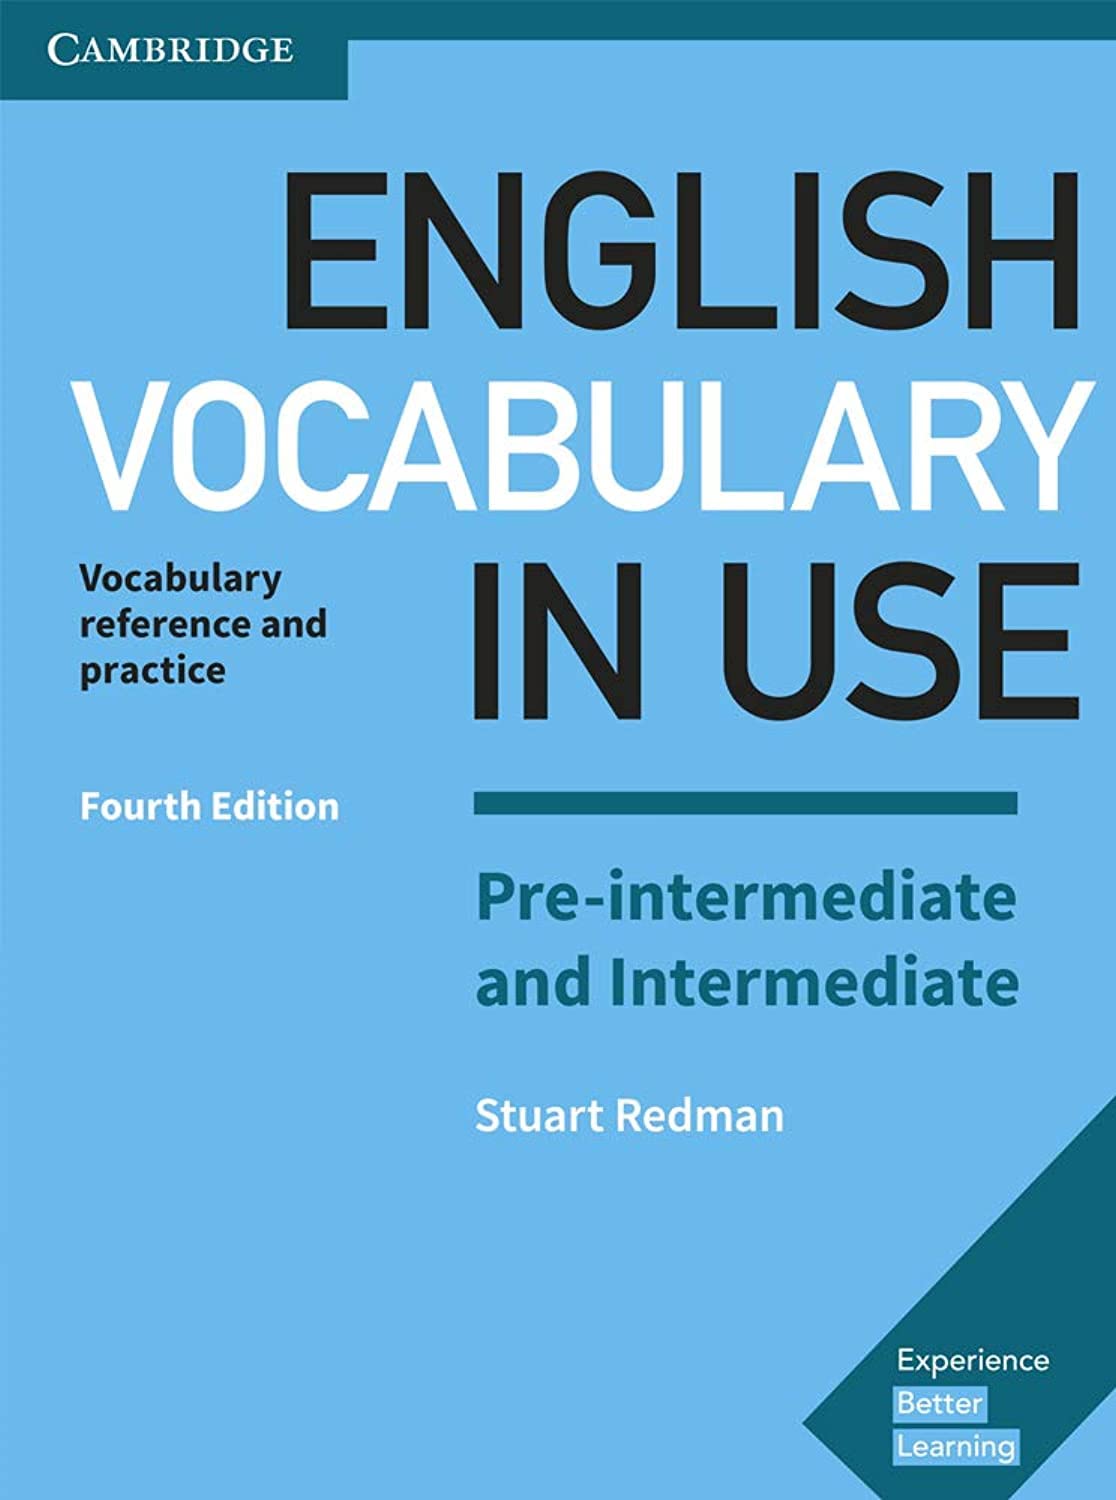 CAMBRIDGE
ENGLISH
VOCABULARY
IN USE
Vocabulary
reference and
practice
Fourth Edition
Pre-intermediate
and Intermediate
Stuart Redman
Experience
Better
Learning